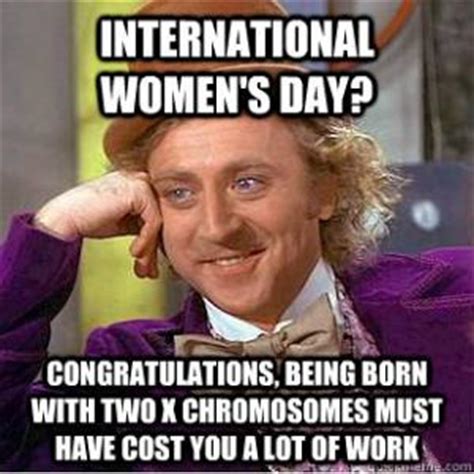 INTERNATIONAL
WOMEN'S DAY?
CONGRATULATIONS, BEING BORN
WITH TWO X CHROMOSOMES MUST
HAVE COST YOU A LOT OF WORK